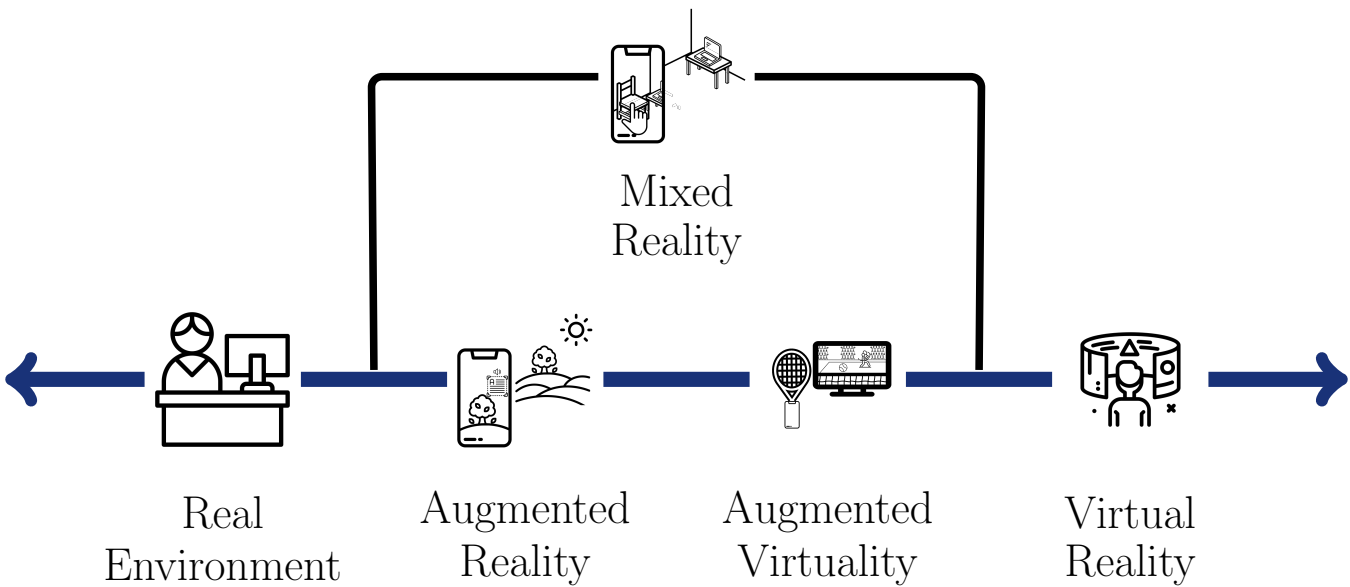 Mixed
Reality
Real
Environment
Augmented
Reality
Augmented
Virtuality
Virtual
Reality